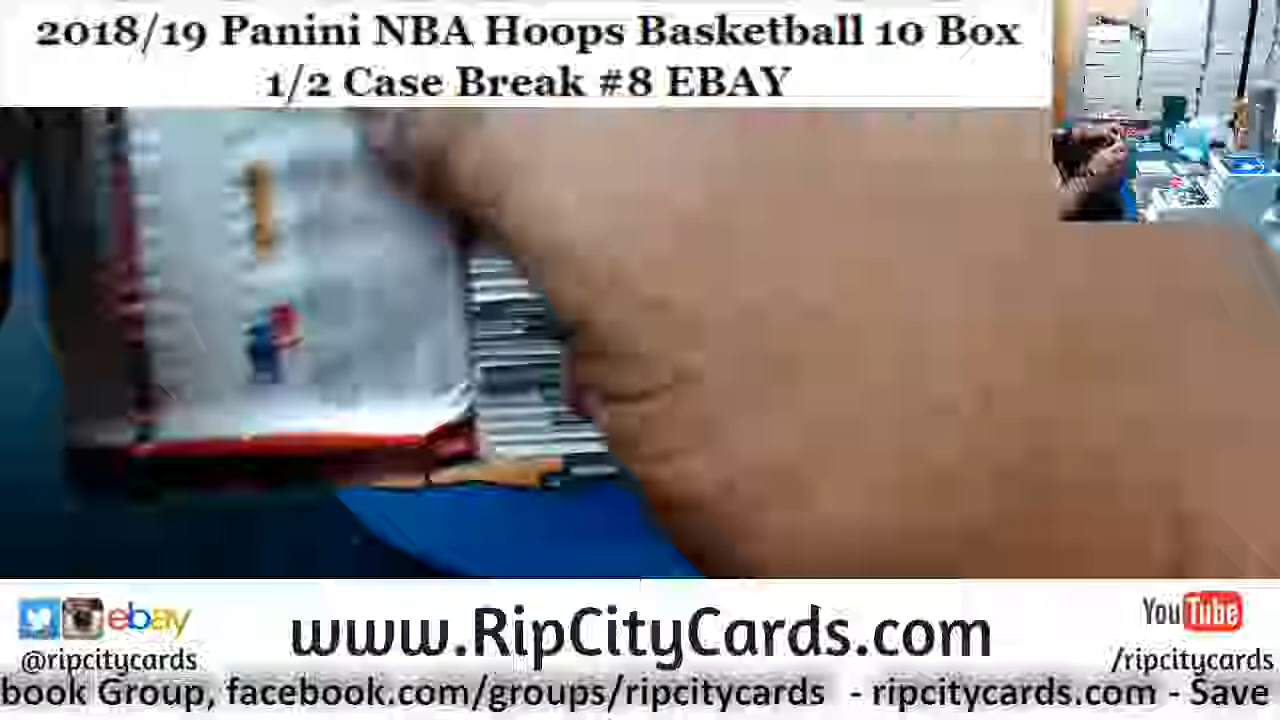 2018/19 Panini NBA Hoops Basketball 10 Box
1/2 Case Break #8 EBAY
ebay
@ripcitycards
www.RipCityCards.com
YouTube
/ripcitycards
book Group, facebook.com/groups/ripcitycards - ripcitycards.com - Save